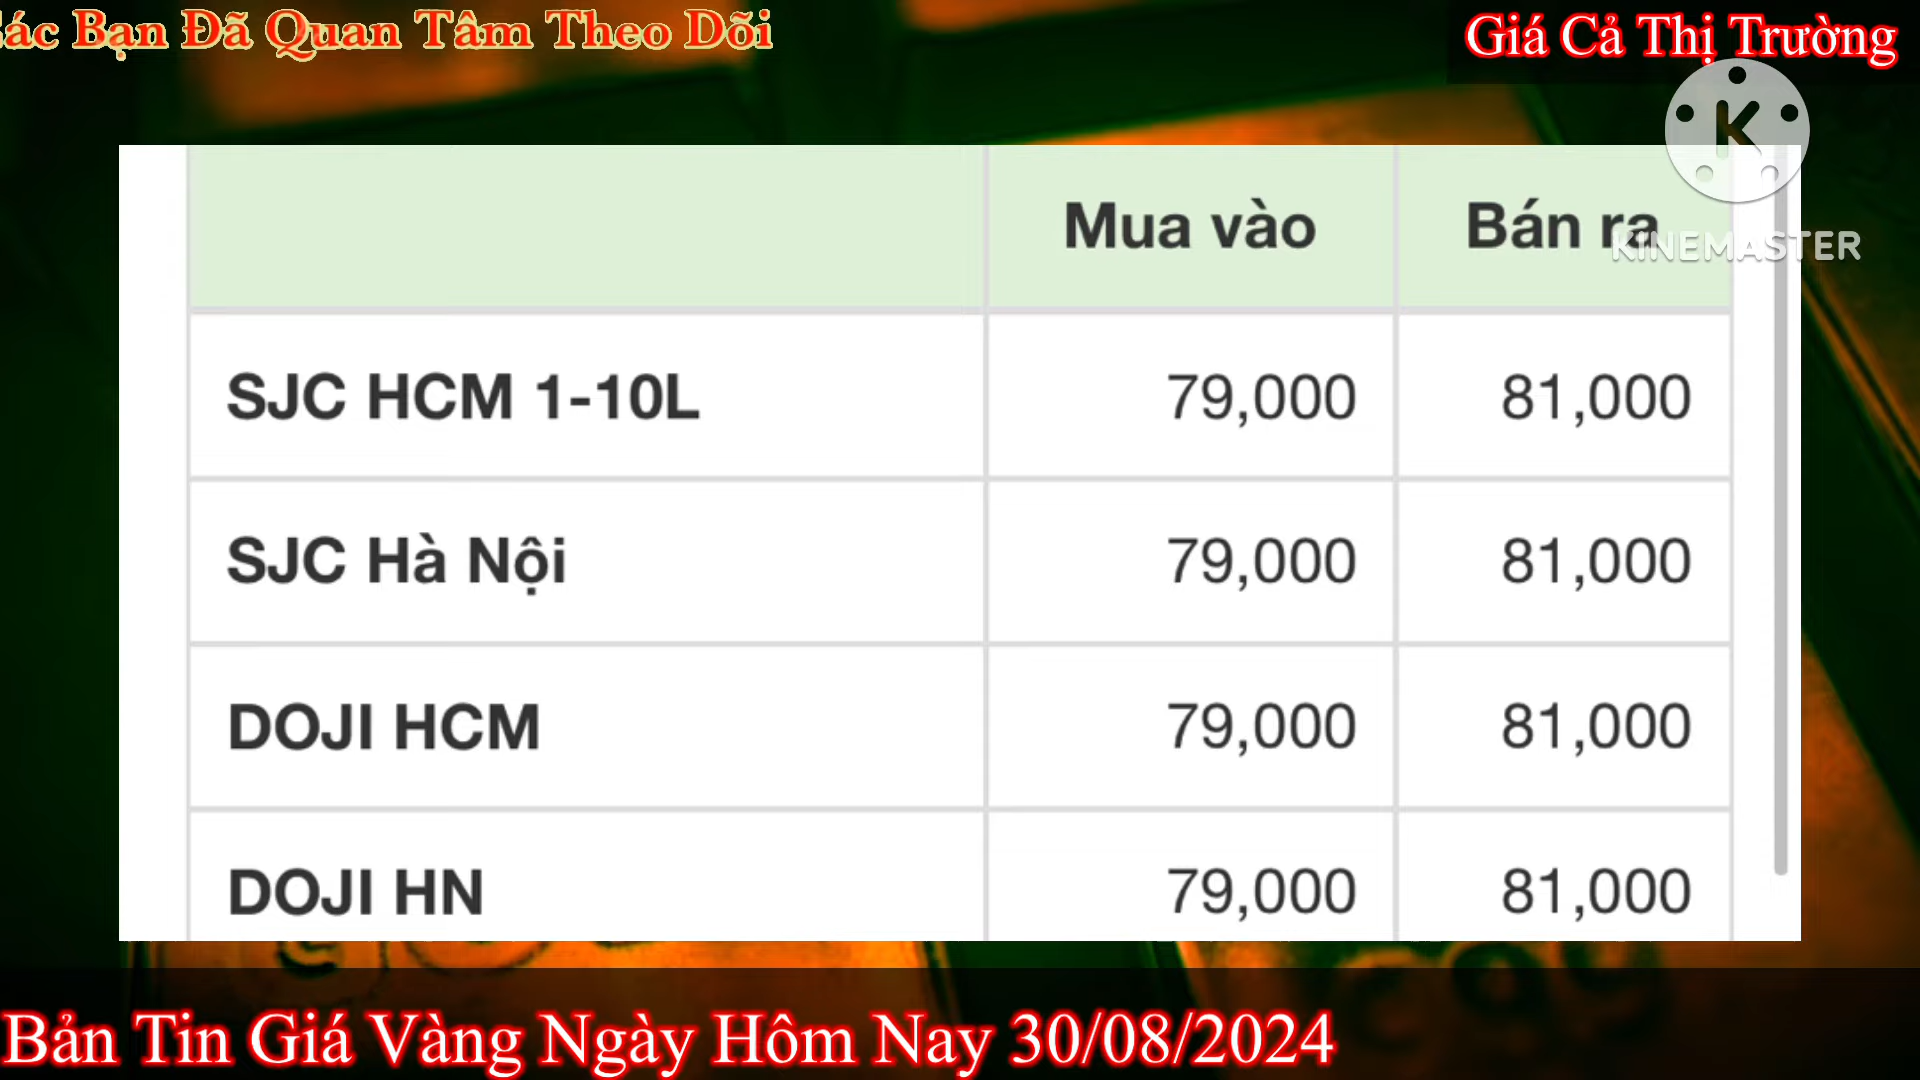 Bạn Đã Quan Tâm Theo Dõi
Giá Cả Thị Trường
K
KINEMASTER
Mua vào Bán ra
SJC HCM 1-10L 79,000 81,000
SJC Hà Nội 79,000 81,000
DOJI HCM 79,000 81,000
DOJI HN 79,000 81,000
Bản Tin Giá Vàng Ngày Hôm Nay 30/08/2024